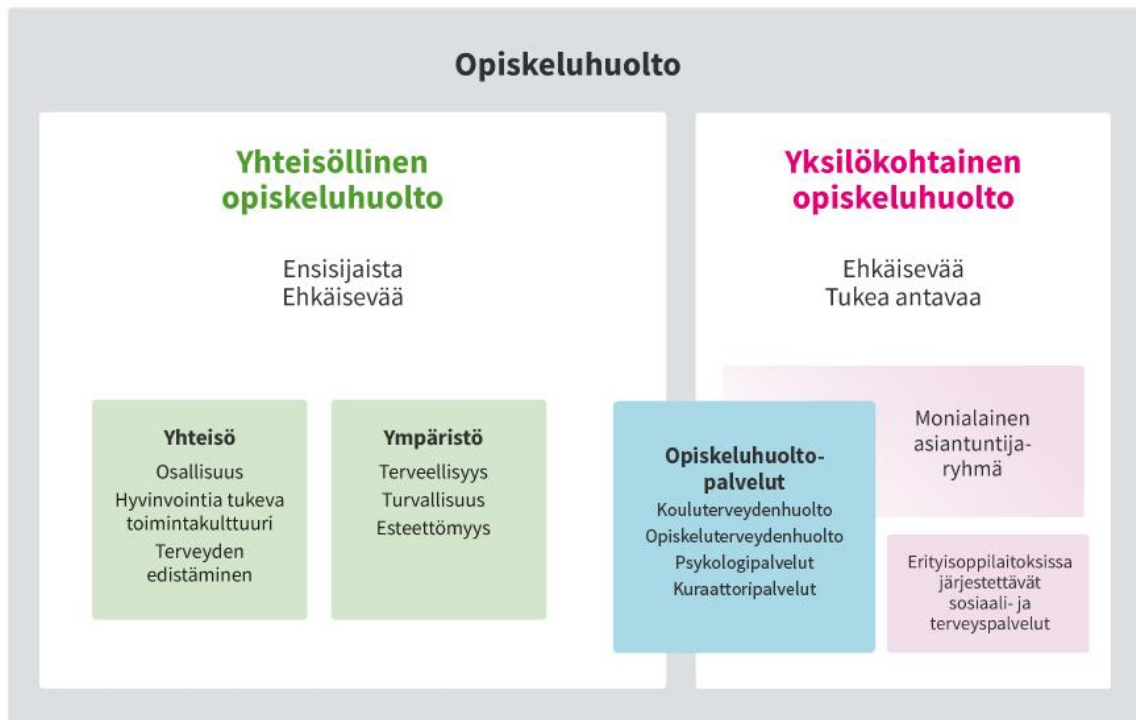 Opiskeluhuolto
Yhteisöllinen
opiskeluhuolto
Ensisijaista
Ehkäisevää
Yhteisö
Osallisuus
Hyvinvointia tukeva
toimintakulttuuri
Terveyden
edistäminen
Ympäristö
Terveellisyys
Turvallisuus
Esteettömyys
Opiskeluhuolto-
palvelut
Kouluterveydenhuolto
Opiskeluterveydenhuolto
Psykologipalvelut
Kuraattoripalvelut
Yksilökohtainen
opiskeluhuolto
Ehkäisevää
Tukea antavaa
Monialainen
asiantuntija-
ryhmä
Erityisoppilaitoksissa
järjestettävät
sosiaali- ja
terveyspalvelut